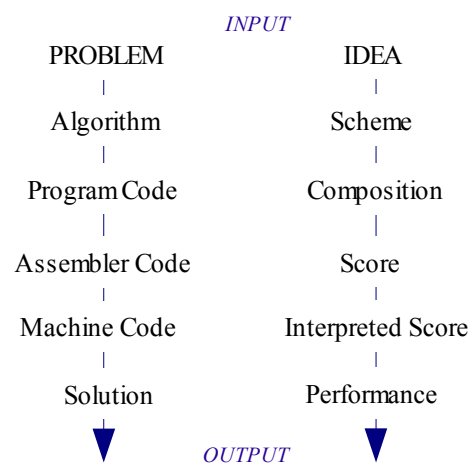 INPUT
PROBLEM IDEA
Algorithm Scheme
Program Code Composition
Assembler Code Score
Machine Code Interpreted Score
Solution Performance
OUTPUT